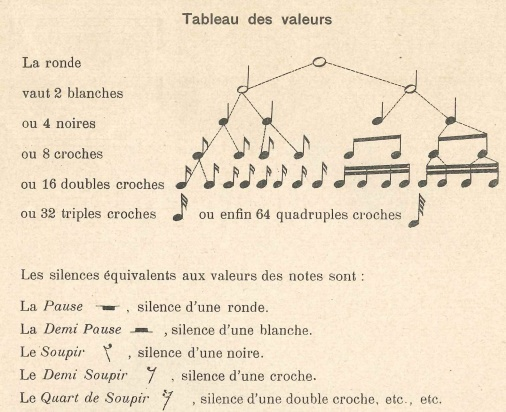 Tableau des valeurs
La ronde
vaut 2 blanches
ou 4 noires
ou 8 croches
ou 16 doubles croches
ou 32 triples croches ou enfin 64 quadruples croches
Les silences équivalents aux valeurs des notes sont :
La Pause , silence d'une ronde.
La Demi Pause , silence d'une blanche.
Le Soupir , silence d'une noire.
Le Demi Soupir , silence d'une croche.
Le Quart de Soupir , silence d'une double croche, etc., etc.